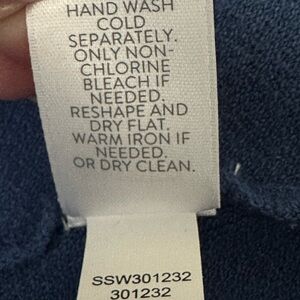 HAND WASH
COLD
SEPARATELY.
ONLY NON-
CHLORINE
BLEACH IF
NEEDED.
RESHAPE AND
DRY FLAT.
WARM IRON IF
NEEDED.
OR DRY CLEAN.
SSW301232
301232